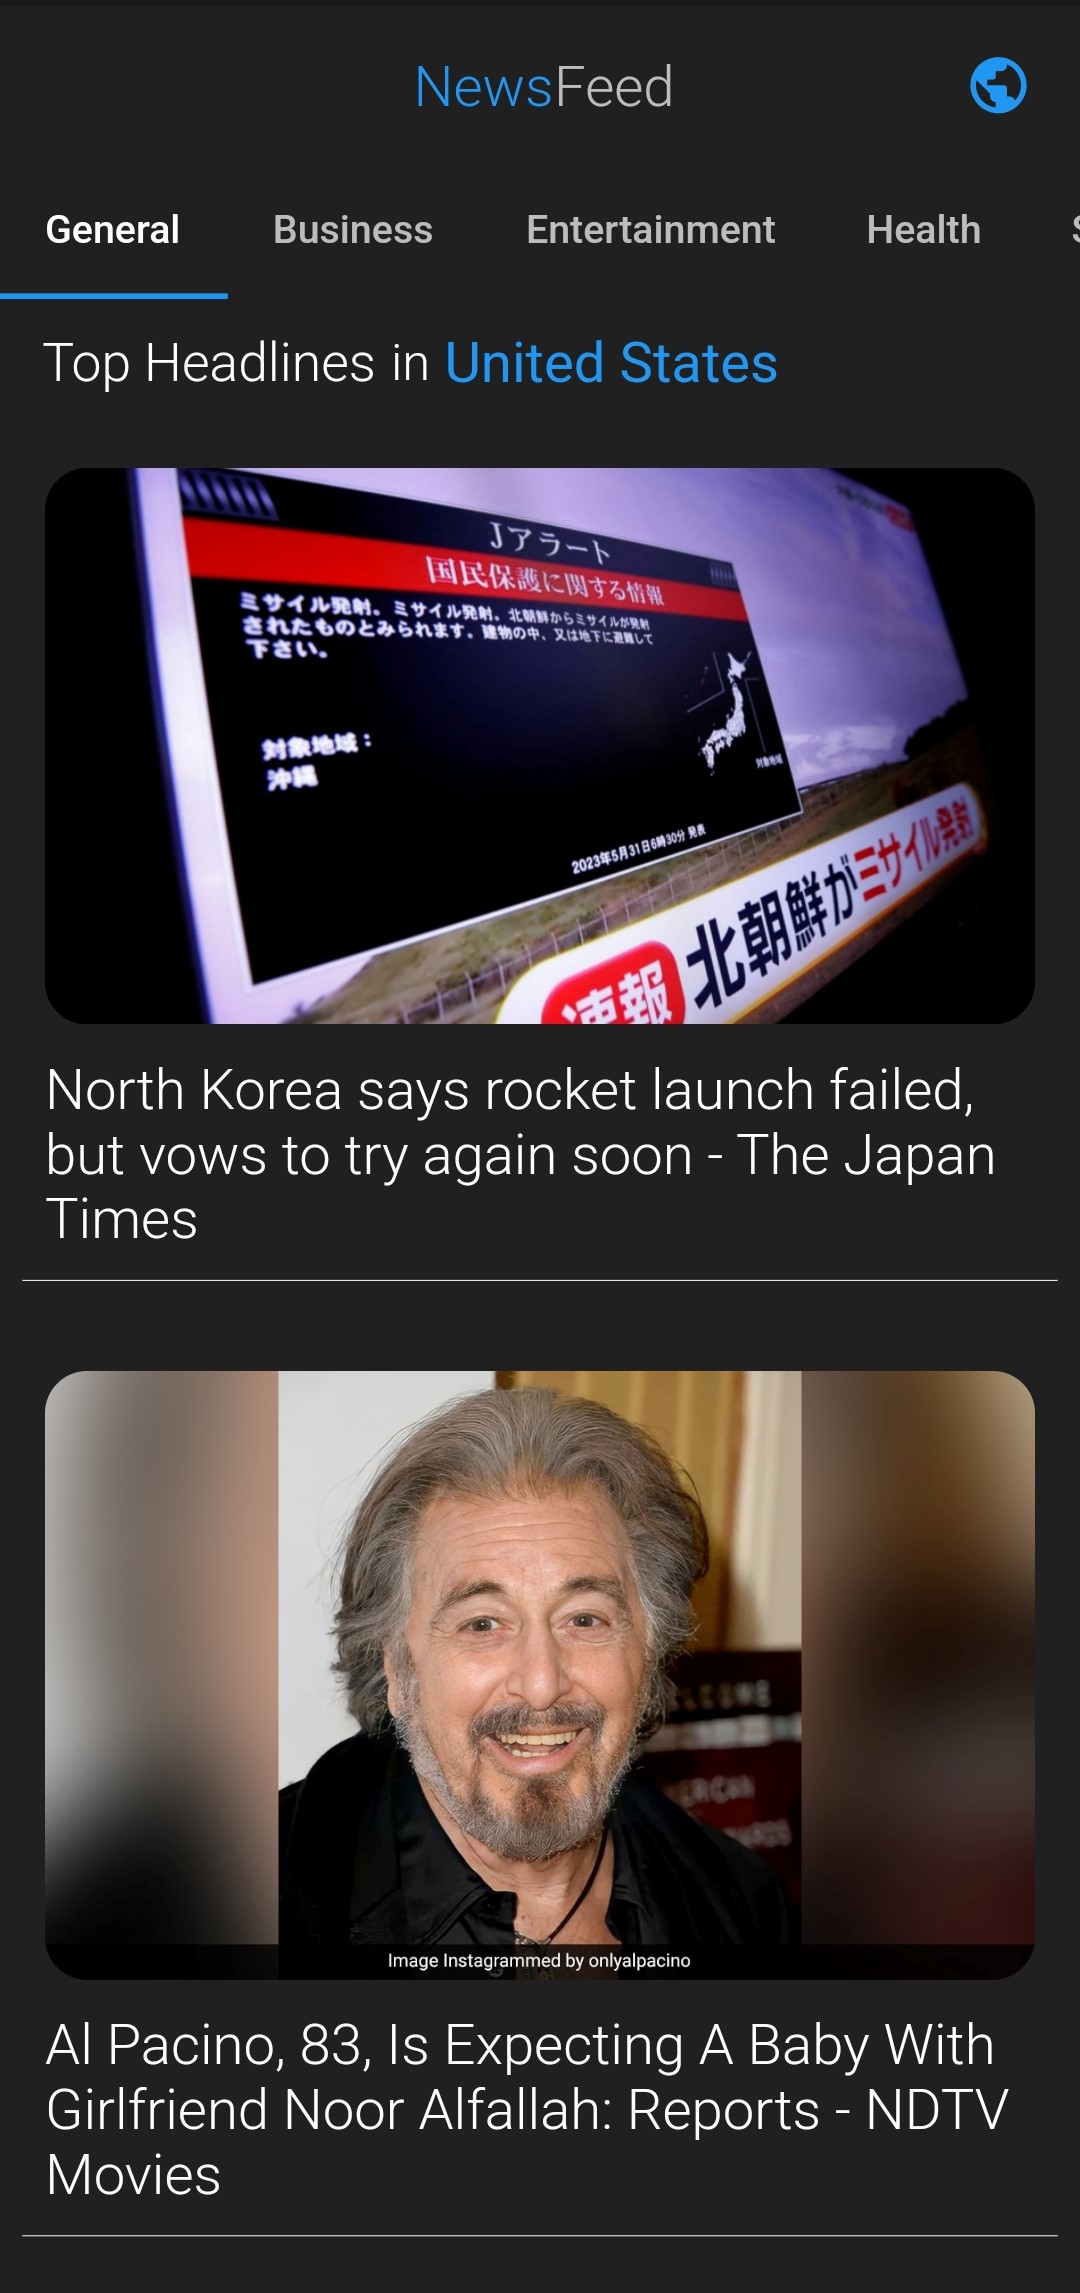 NewsFeed
General Business Entertainment Health
Top Headlines in United States
Jアラート
国民保護に関する情報
ミサイル発射。ミサイル発射。北朝鮮からミサイルが発射
されたものとみられます。建物の中、又は地下に避難して
下さい。
対象地域：
沖縄
対象地域
2023年5月31日6時30分 発表
速報 北朝鮮がミサイル発射
Image Instagrammed by onlyalpacino
North Korea says rocket launch failed,
but vows to try again soon - The Japan
Times
Al Pacino, 83, Is Expecting A Baby With
Girlfriend Noor Alfallah: Reports - NDTV
Movies